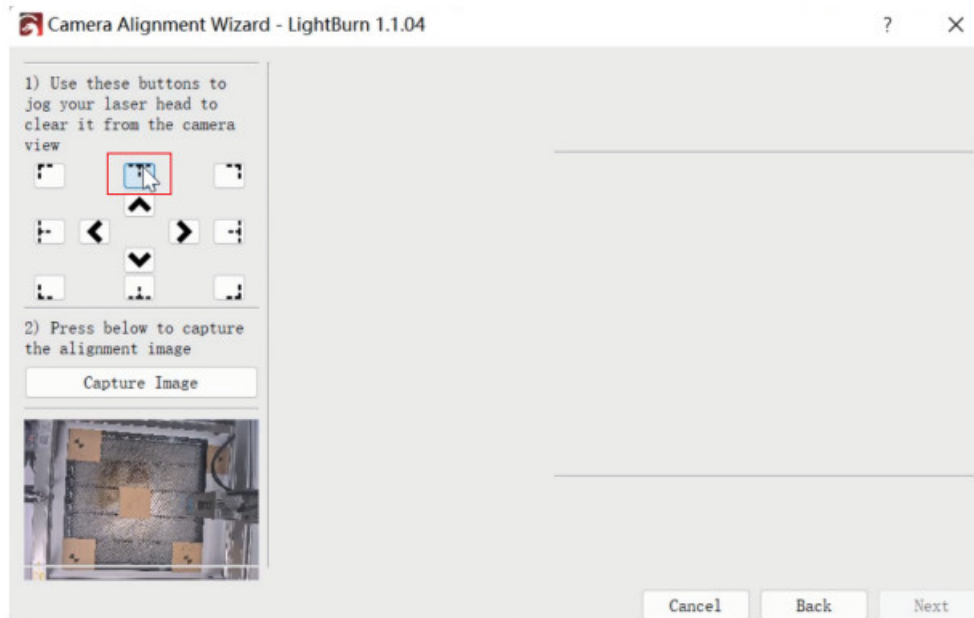 Camera Alignment Wizard - LightBurn 1.1.04
?
1) Use these buttons to
jog your laser head to
clear it from the camera
view
2) Press below to capture
the alignment image
Capture Image
Cancel
Back
Next